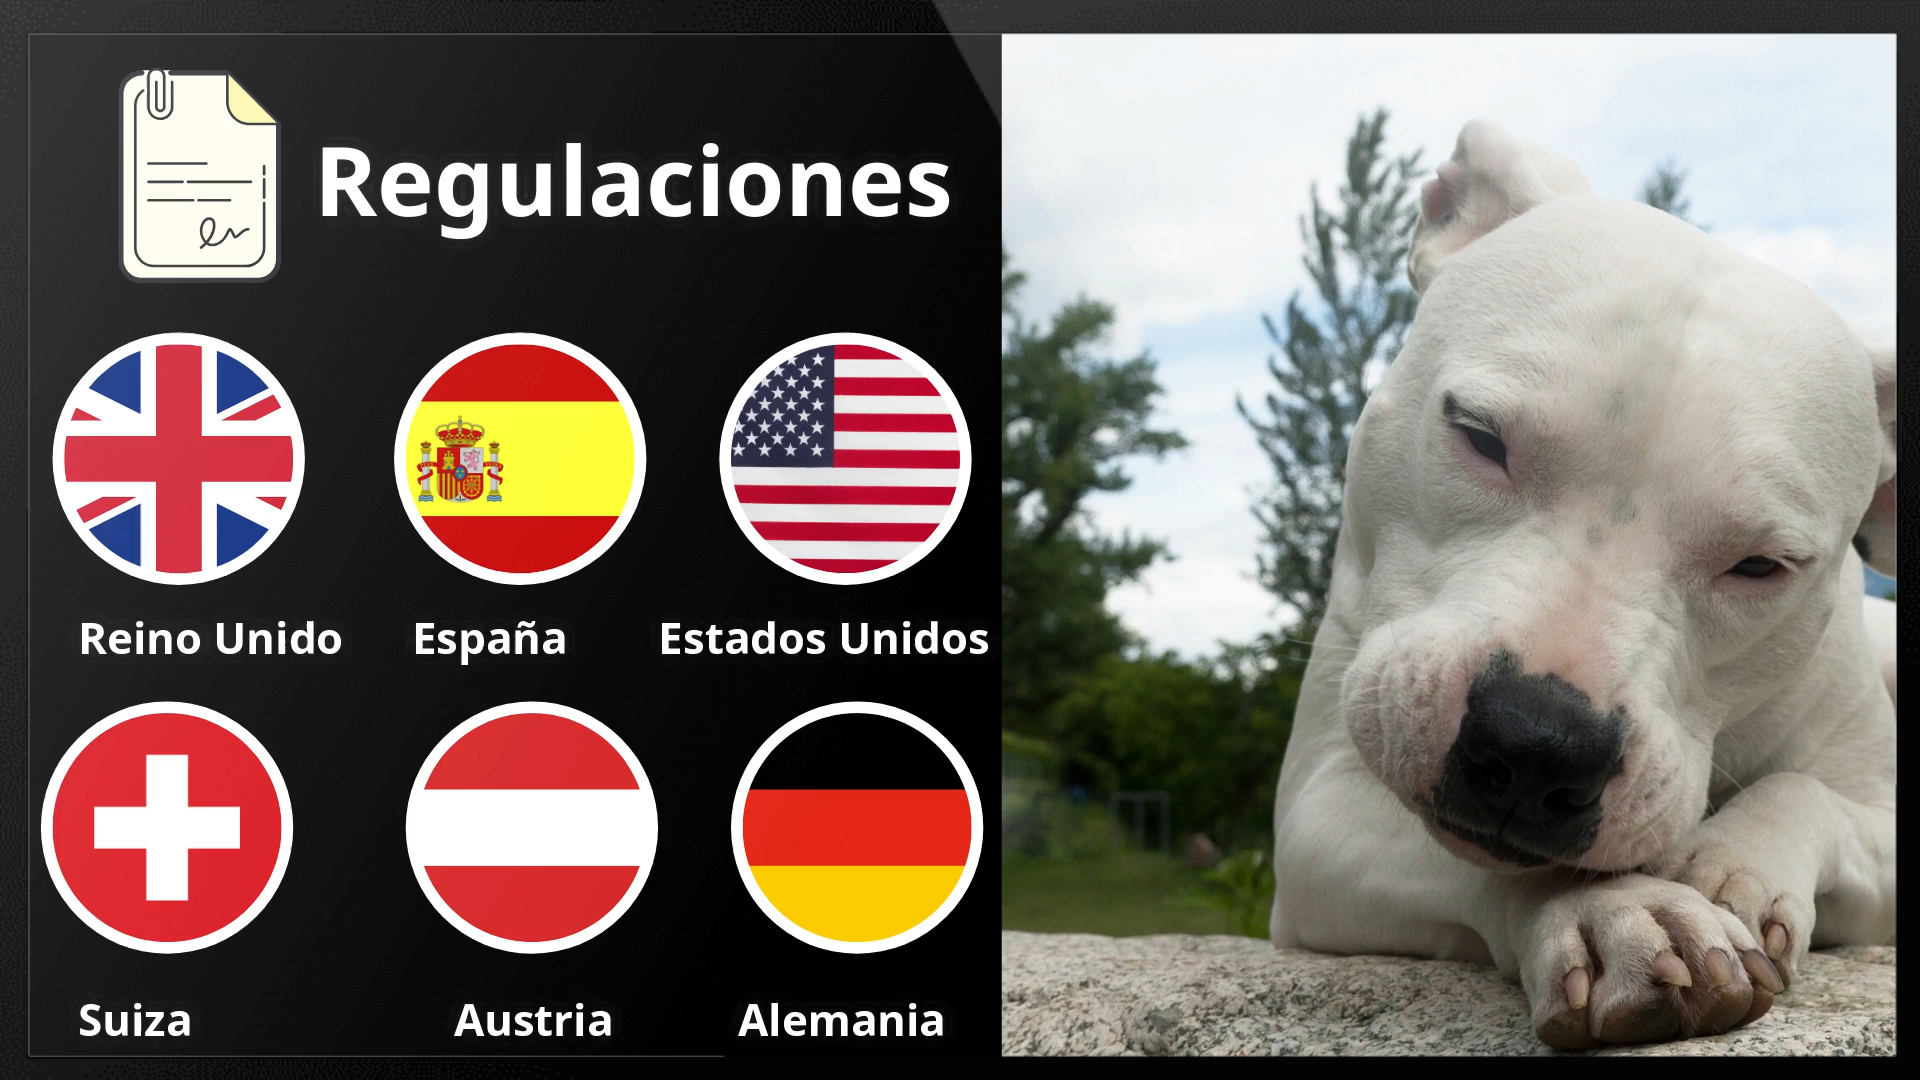 Regulaciones
Reino Unido
España
Estados Unidos
Suiza
Austria
Alemania